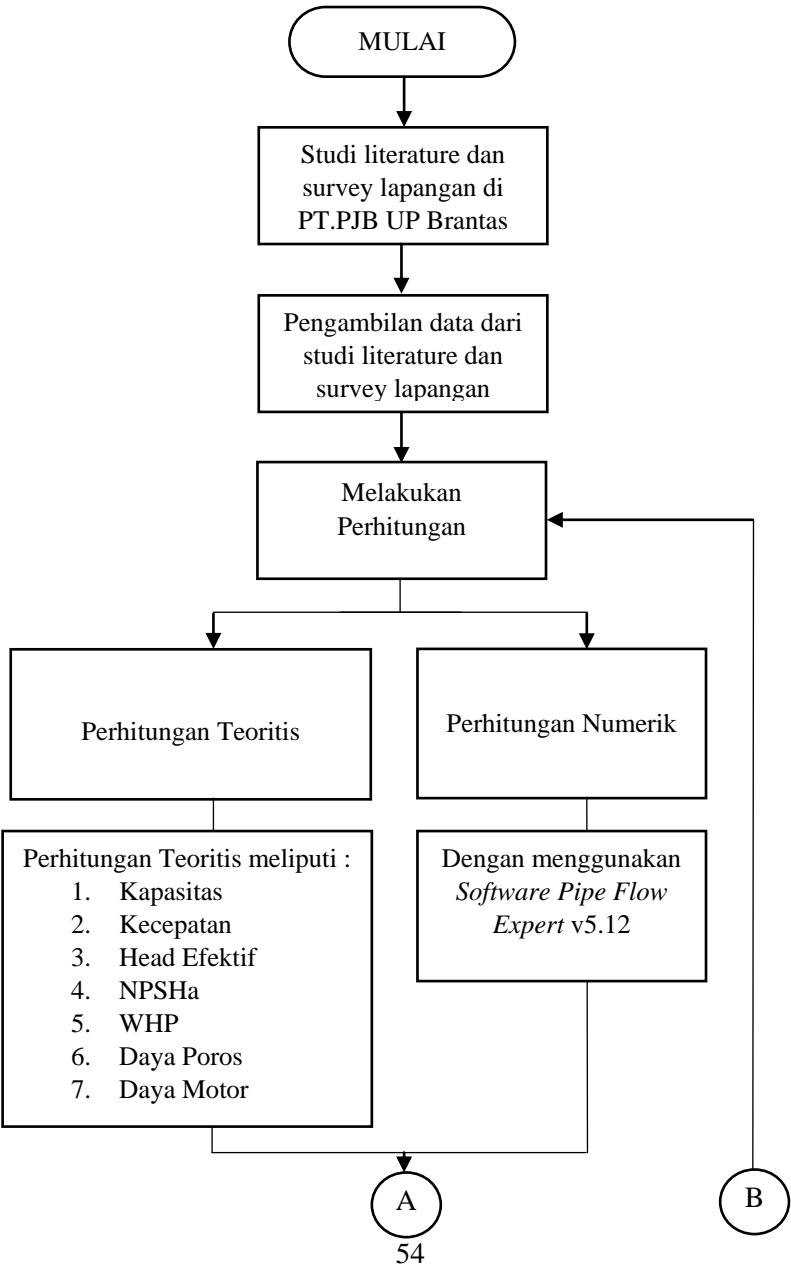 MULAI
Studi literature dan
survey lapangan di
PT.PJB UP Brantas
Pengambilan data dari
studi literature dan
survey lapangan
Melakukan
Perhitungan
Perhitungan Teoritis
Perhitungan Numerik
Perhitungan Teoritis meliputi :
1. Kapasitas
2. Kecepatan
3. Head Efektif
4. NPSHa
5. WHP
6. Daya Poros
7. Daya Motor
Dengan menggunakan
Software Pipe Flow
Expert v5.12
A
B
54